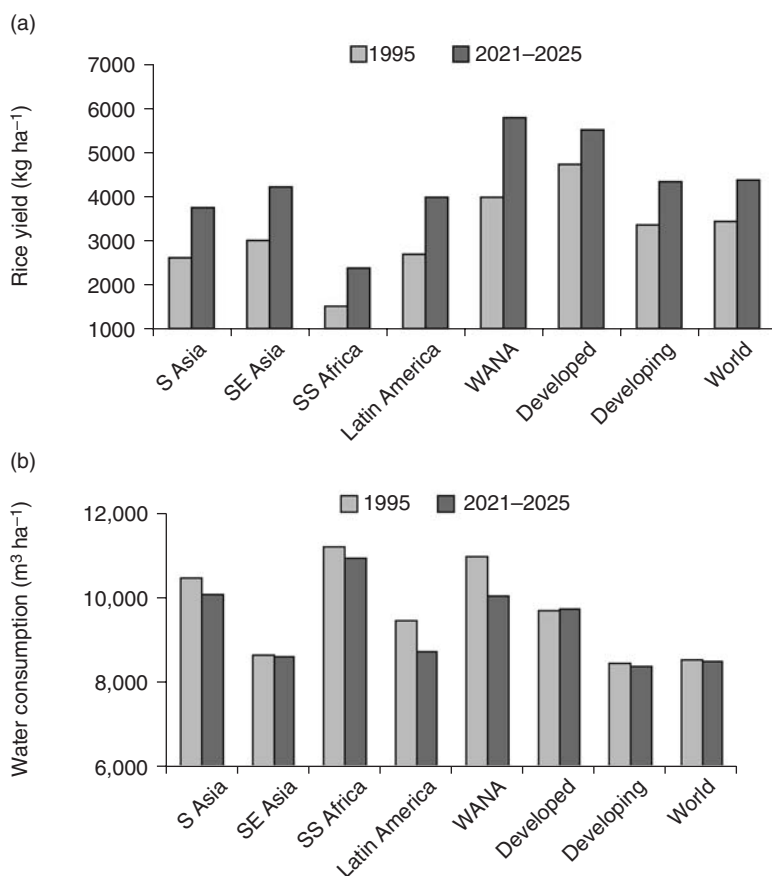 (a)
1995 2021–2025
Rice yield (kg ha⁻¹)
7000
6000
5000
4000
3000
2000
1000
S Asia
SE Asia
SS Africa
Latin America
WANA
Developed
Developing
World
(b)
1995 2021–2025
Water consumption (m³ ha⁻¹)
12,000
10,000
8,000
6,000
S Asia
SE Asia
SS Africa
Latin America
WANA
Developed
Developing
World